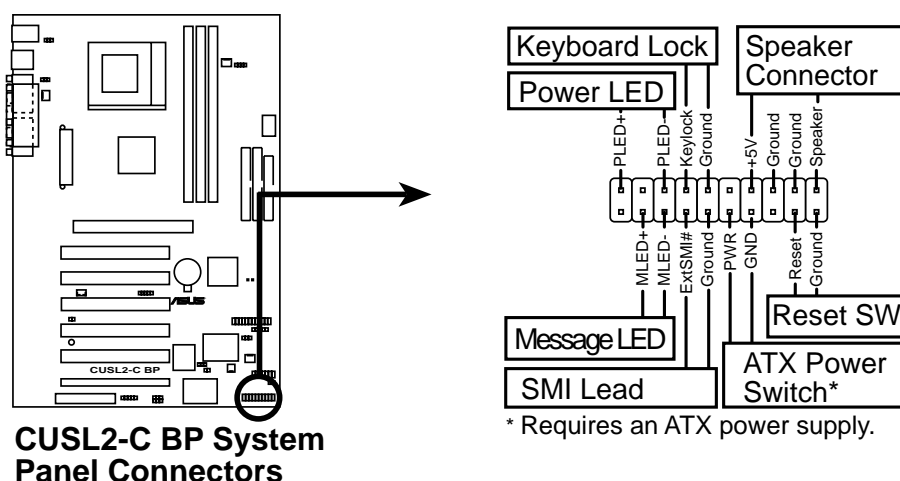 Keyboard Lock
Speaker
Connector
Power LED
PLED+
PLED-
Keylock
Ground
+5V
Ground
Ground
Speaker
MLED+
MLED-
ExtSMI#
Ground
PWR
GND
Reset
Ground
Reset SW
Message LED
ATX Power
Switch*
SMI Lead
* Requires an ATX power supply.
/ISUS
CUSL2-C BP
CUSL2-C BP System
Panel Connectors